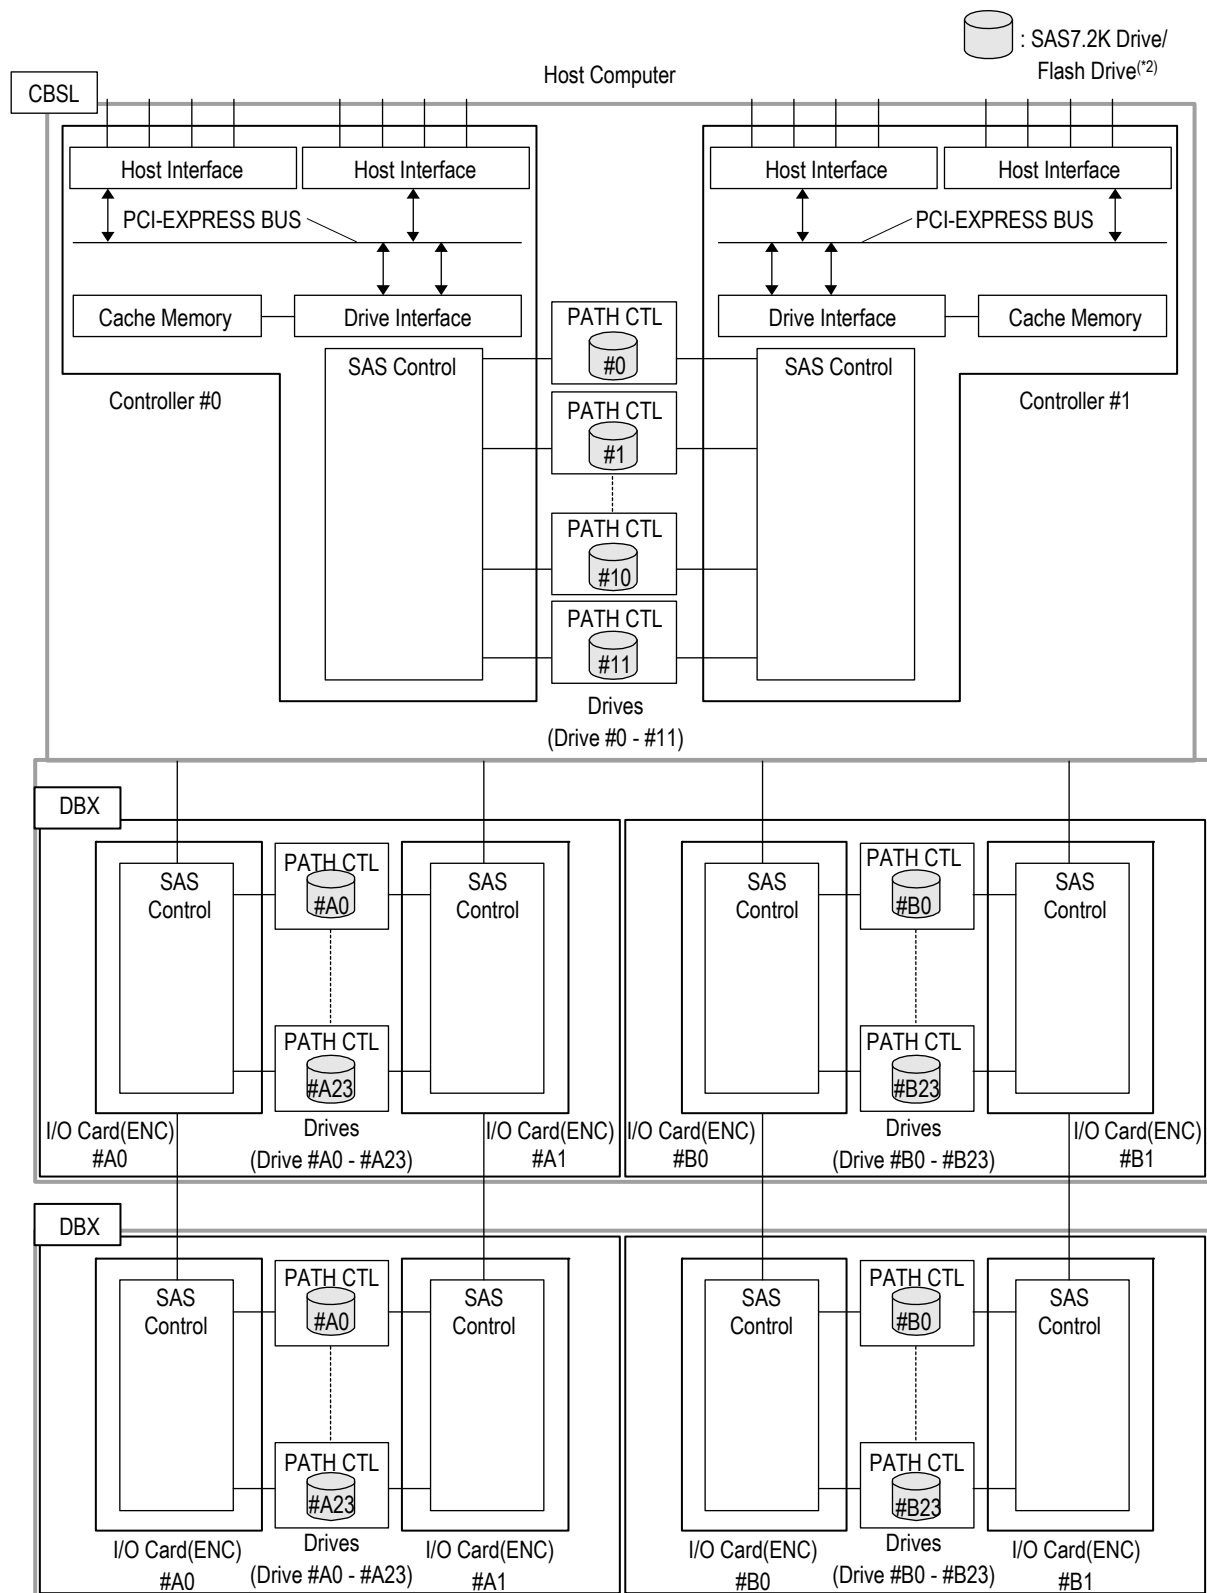 : SAS7.2K Drive/
Flash Drive(*2)
Host Computer
CBSL
Host Interface
Host Interface
Host Interface
Host Interface
PCI-EXPRESS BUS
PCI-EXPRESS BUS
Cache Memory
Drive Interface
PATH CTL
#0
Drive Interface
Cache Memory
SAS Control
SAS Control
Controller #0
Controller #1
PATH CTL
#1
PATH CTL
#10
PATH CTL
#11
Drives
(Drive #0 - #11)
DBX
SAS
Control
PATH CTL
#A0
SAS
Control
PATH CTL
#A23
I/O Card(ENC)
#A0
Drives
(Drive #A0 - #A23)
I/O Card(ENC)
#A1
SAS
Control
PATH CTL
#B0
SAS
Control
PATH CTL
#B23
I/O Card(ENC)
#B0
Drives
(Drive #B0 - #B23)
I/O Card(ENC)
#B1
DBX
SAS
Control
PATH CTL
#A0
SAS
Control
PATH CTL
#A23
I/O Card(ENC)
#A0
Drives
(Drive #A0 - #A23)
I/O Card(ENC)
#A1
SAS
Control
PATH CTL
#B0
SAS
Control
PATH CTL
#B23
I/O Card(ENC)
#B0
Drives
(Drive #B0 - #B23)
I/O Card(ENC)
#B1